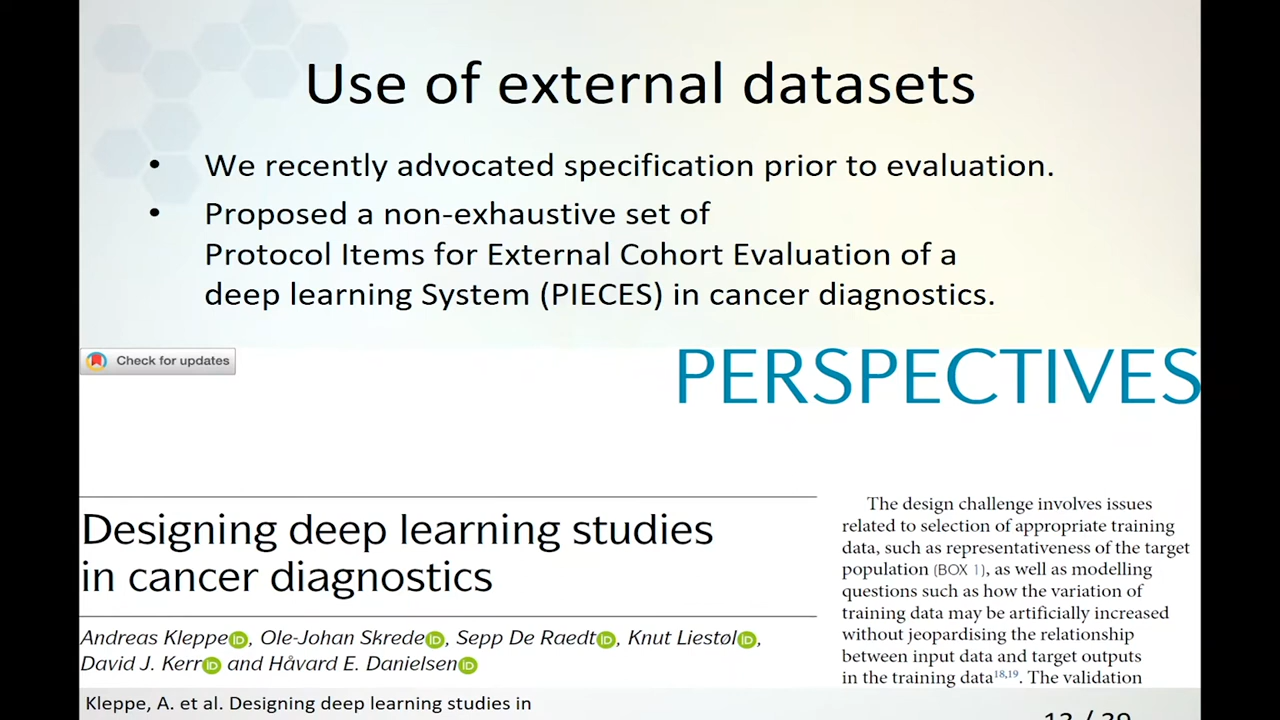 Use of external datasets
• We recently advocated specification prior to evaluation.
• Proposed a non-exhaustive set of
Protocol Items for External Cohort Evaluation of a
deep learning System (PIECES) in cancer diagnostics.
Check for updates
PERSPECTIVES
Designing deep learning studies
in cancer diagnostics
Andreas Kleppe, Ole-Johan Skrede, Sepp De Raedt, Knut Liestøl,
David J. Kerr and Håvard E. Danielsen
The design challenge involves issues
related to selection of appropriate training
data, such as representativeness of the target
population (BOX 1), as well as modelling
questions such as how the variation of
training data may be artificially increased
without jeopardising the relationship
between input data and target outputs
in the training data18,19. The validation
Kleppe, A. et al. Designing deep learning studies in